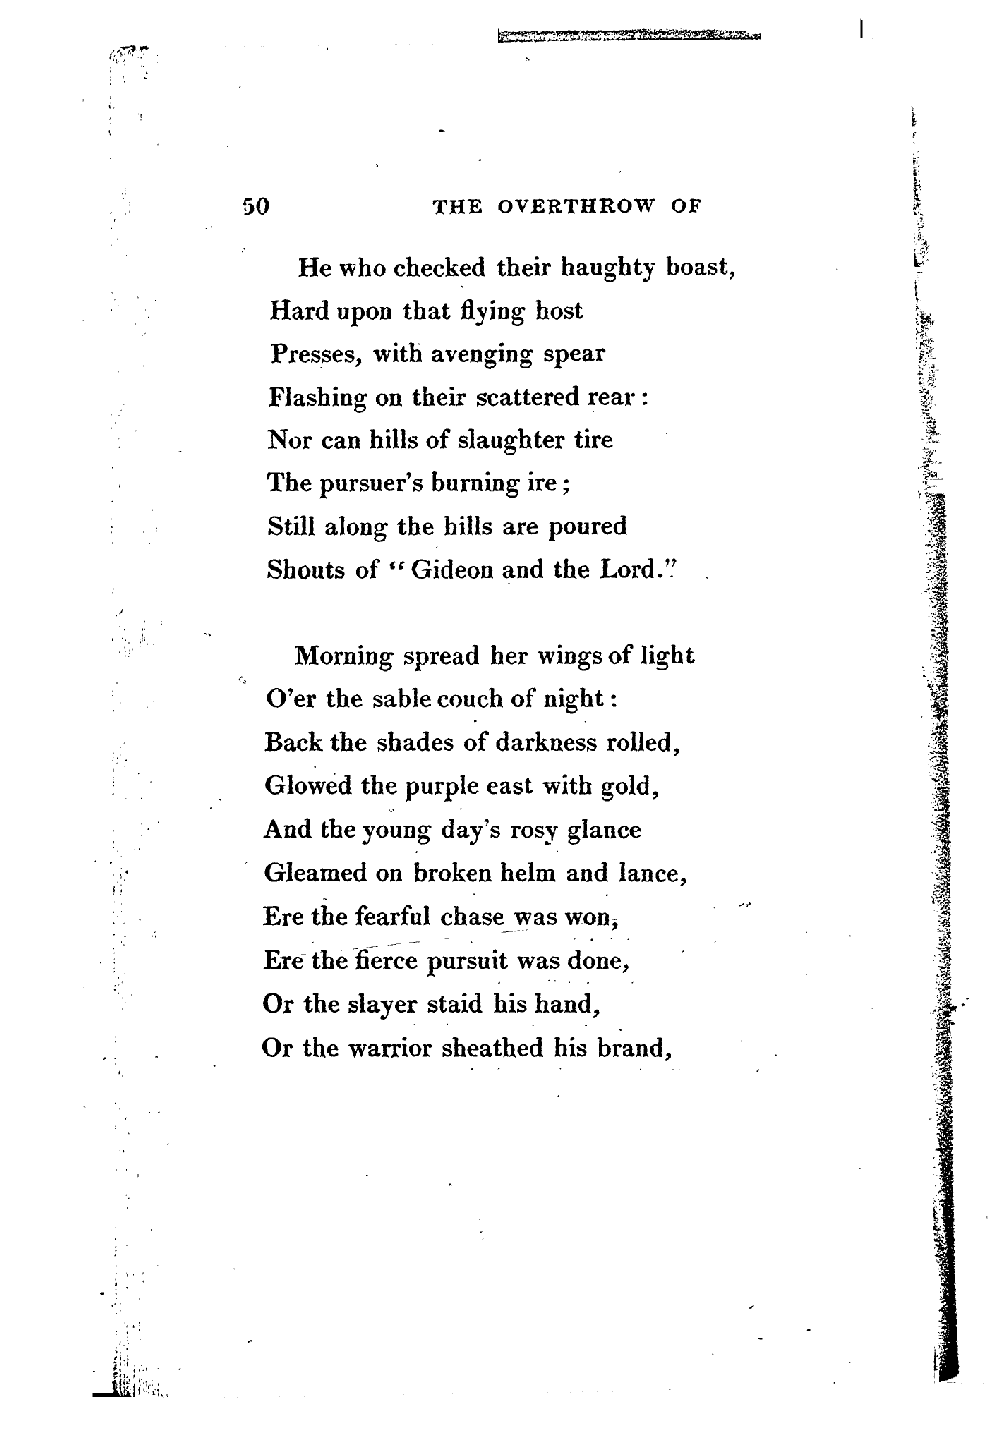 50 THE OVERTHROW OF
He who checked their haughty boast,
Hard upon that flying host
Presses, with avenging spear
Flashing on their scattered rear :
Nor can hills of slaughter tire
The pursuer's burning ire ;
Still along the hills are poured
Shouts of “ Gideon and the Lord.”
Morning spread her wings of light
O'er the sable couch of night :
Back the shades of darkness rolled,
Glowed the purple east with gold,
And the young day's rosy glance
Gleamed on broken helm and lance,
Ere the fearful chase was won,
Ere the fierce pursuit was done,
Or the slayer staid his hand,
Or the warrior sheathed his brand,